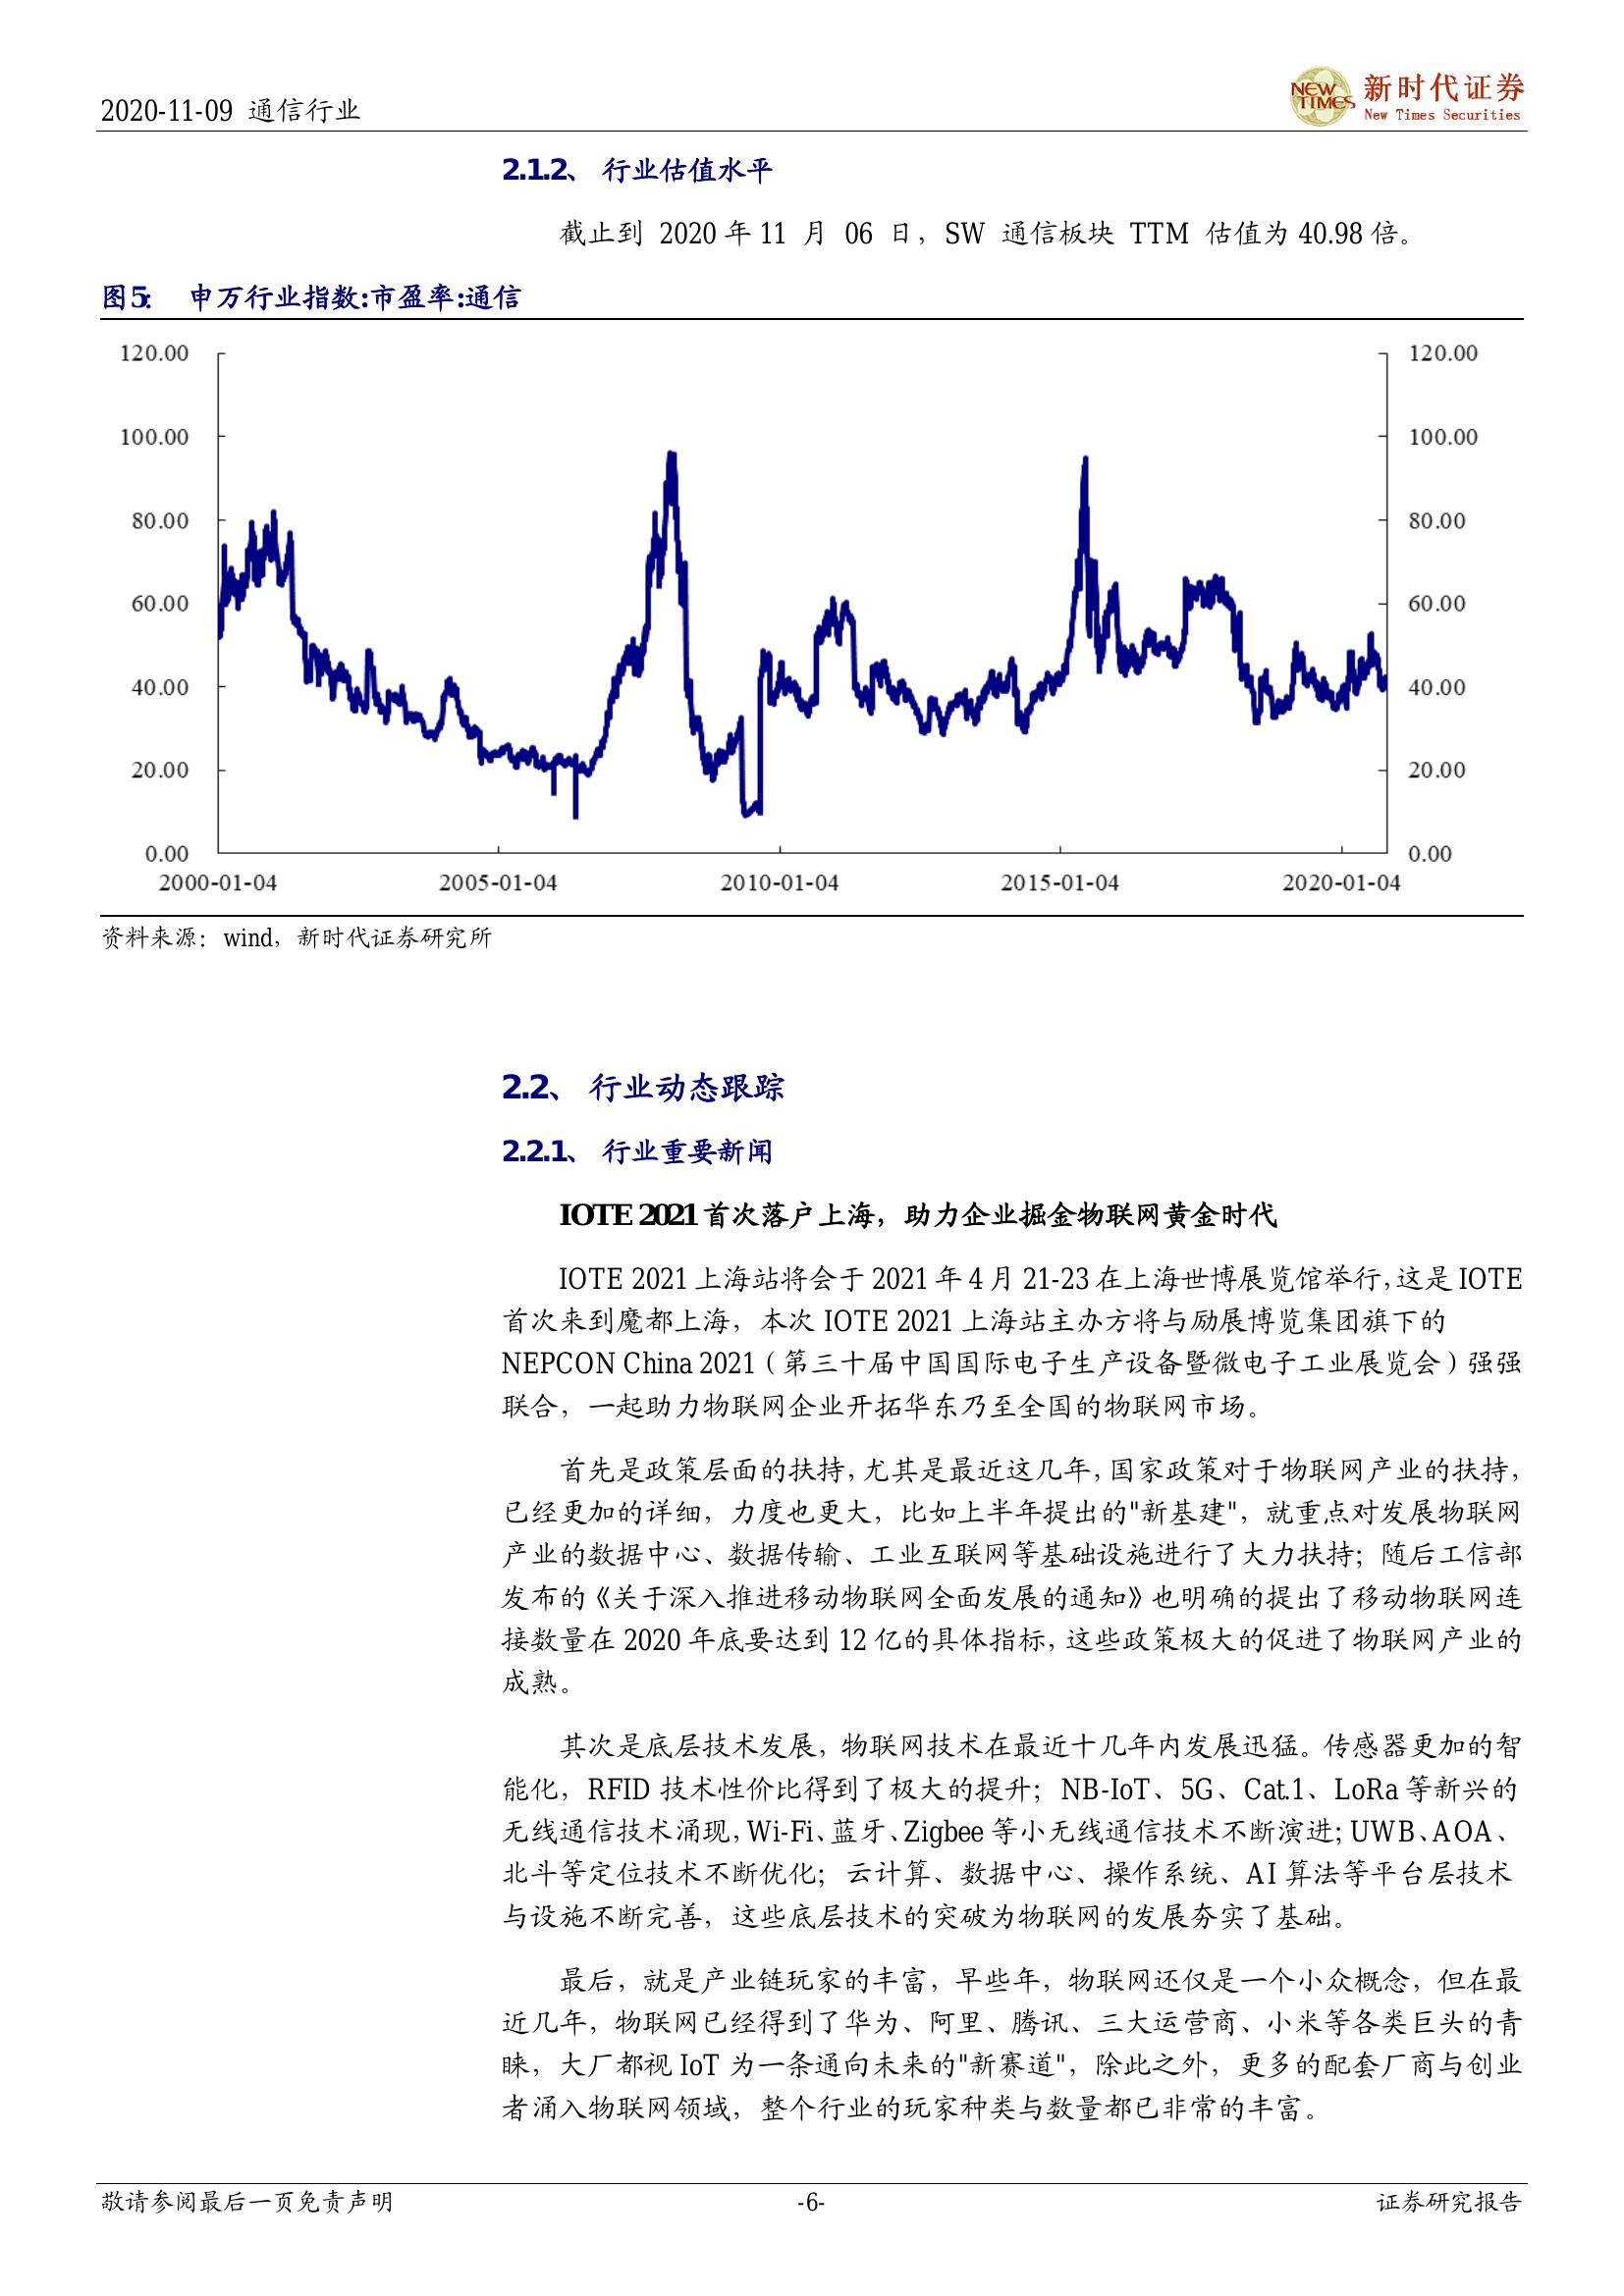 2020-11-09 通信行业
NEW TIMES
新时代证券
New Times Securities
2.1.2、 行业估值水平
截止到 2020 年 11 月 06 日，SW 通信板块 TTM 估值为 40.98 倍。
图 5： 申万行业指数:市盈率:通信
120.00 120.00
100.00 100.00
80.00 80.00
60.00 60.00
40.00 40.00
20.00 20.00
0.00 0.00
2000-01-04 2005-01-04 2010-01-04 2015-01-04 2020-01-04
资料来源：wind，新时代证券研究所
2.2、 行业动态跟踪
2.2.1、 行业重要新闻
IOTE 2021 首次落户上海，助力企业掘金物联网黄金时代
IOTE 2021 上海站将会于 2021 年 4 月 21-23 在上海世博展览馆举行，这是 IOTE
首次来到魔都上海，本次 IOTE 2021 上海站主办方将与励展博览集团旗下的
NEPCON China 2021（第三十届中国国际电子生产设备暨微电子工业展览会）强强
联合，一起助力物联网企业开拓华东乃至全国的物联网市场。
首先是政策层面的扶持，尤其是最近这几年，国家政策对于物联网产业的扶持，
已经更加的详细，力度也更大，比如上半年提出的"新基建"，就重点对发展物联网
产业的数据中心、数据传输、工业互联网等基础设施进行了大力扶持；随后工信部
发布的《关于深入推进移动物联网全面发展的通知》也明确的提出了移动物联网连
接数量在 2020 年底要达到 12 亿的具体指标，这些政策极大的促进了物联网产业的
成熟。
其次是底层技术发展，物联网技术在最近十几年内发展迅猛。传感器更加的智
能化，RFID 技术性价比得到了极大的提升；NB-IoT、5G、Cat.1、LoRa 等新兴的
无线通信技术涌现，Wi-Fi、蓝牙、Zigbee 等小无线通信技术不断演进；UWB、AOA、
北斗等定位技术不断优化；云计算、数据中心、操作系统、AI 算法等平台层技术
与设施不断完善，这些底层技术的突破为物联网的发展夯实了基础。
最后，就是产业链玩家的丰富，早些年，物联网还仅是一个小众概念，但在最
近几年，物联网已经得到了华为、阿里、腾讯、三大运营商、小米等各类巨头的青
睐，大厂都视 IoT 为一条通向未来的"新赛道"，除此之外，更多的配套厂商与创业
者涌入物联网领域，整个行业的玩家种类与数量都已非常的丰富。
敬请参阅最后一页免责声明 -6- 证券研究报告